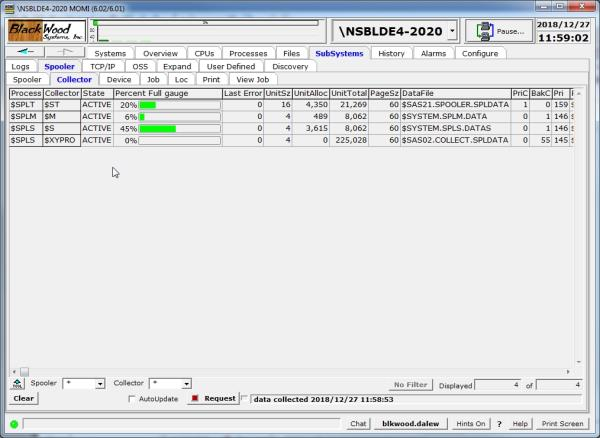 \NSBLDE4-2020 MOMI (6.02/6.01)
BlackWood Systems, Inc.
\NSBLDE4-2020
Pause...
2018/12/27
11:59:02
Systems Overview CPUs Processes Files SubSystems History Alarms Configure
Logs Spooler TCP/IP OSS Expand User Defined Discovery
Spooler Collector Device Job Loc Print View Job
Process Collector State Percent Full gauge Last Error UnitSz UnitAlloc UnitTotal PageSz DataFile PriC BakC Pri
$SPLT $ST ACTIVE 20% 0 16 4,350 21,269 60 $SAS21.SPOOLER.SPLDATA 1 0 159
$SPLM $M ACTIVE 6% 0 4 489 8,062 60 $SYSTEM.SPLM.DATA 0 1 146
$SPLS $S ACTIVE 45% 0 4 3,615 8,062 60 $SYSTEM.SPLS.DATAS 0 1 146
$SPLS $XYPRO ACTIVE 0% 0 4 0 225,028 60 $SAS02.COLLECT.SPLDATA 0 55 145
TOOL Spooler * Collector * No Filter Displayed 4 of 4
Clear AutoUpdate Request data collected 2018/12/27 11:58:53
Chat blkwood.dalew Hints On ? Help Print Screen